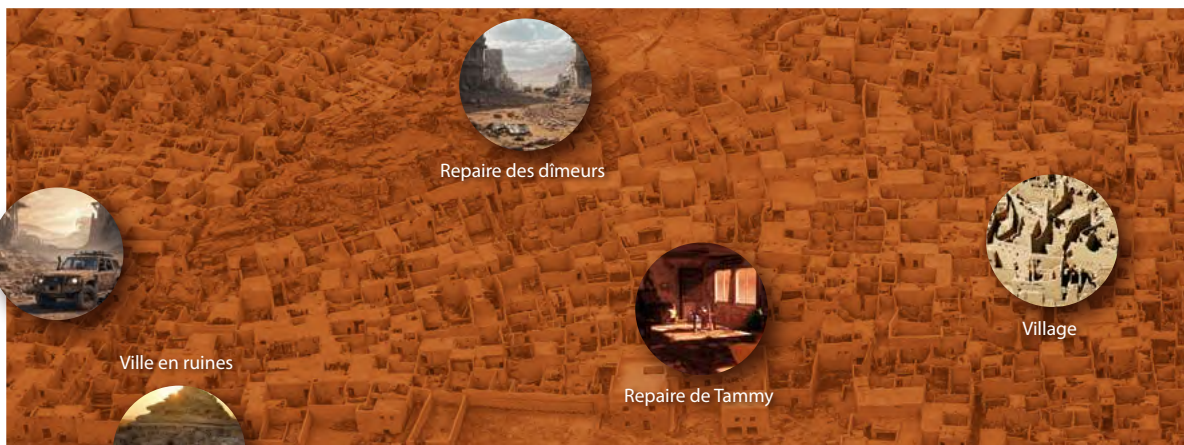 Repaire des dîmeurs
Village
Ville en ruines
Repaire de Tammy